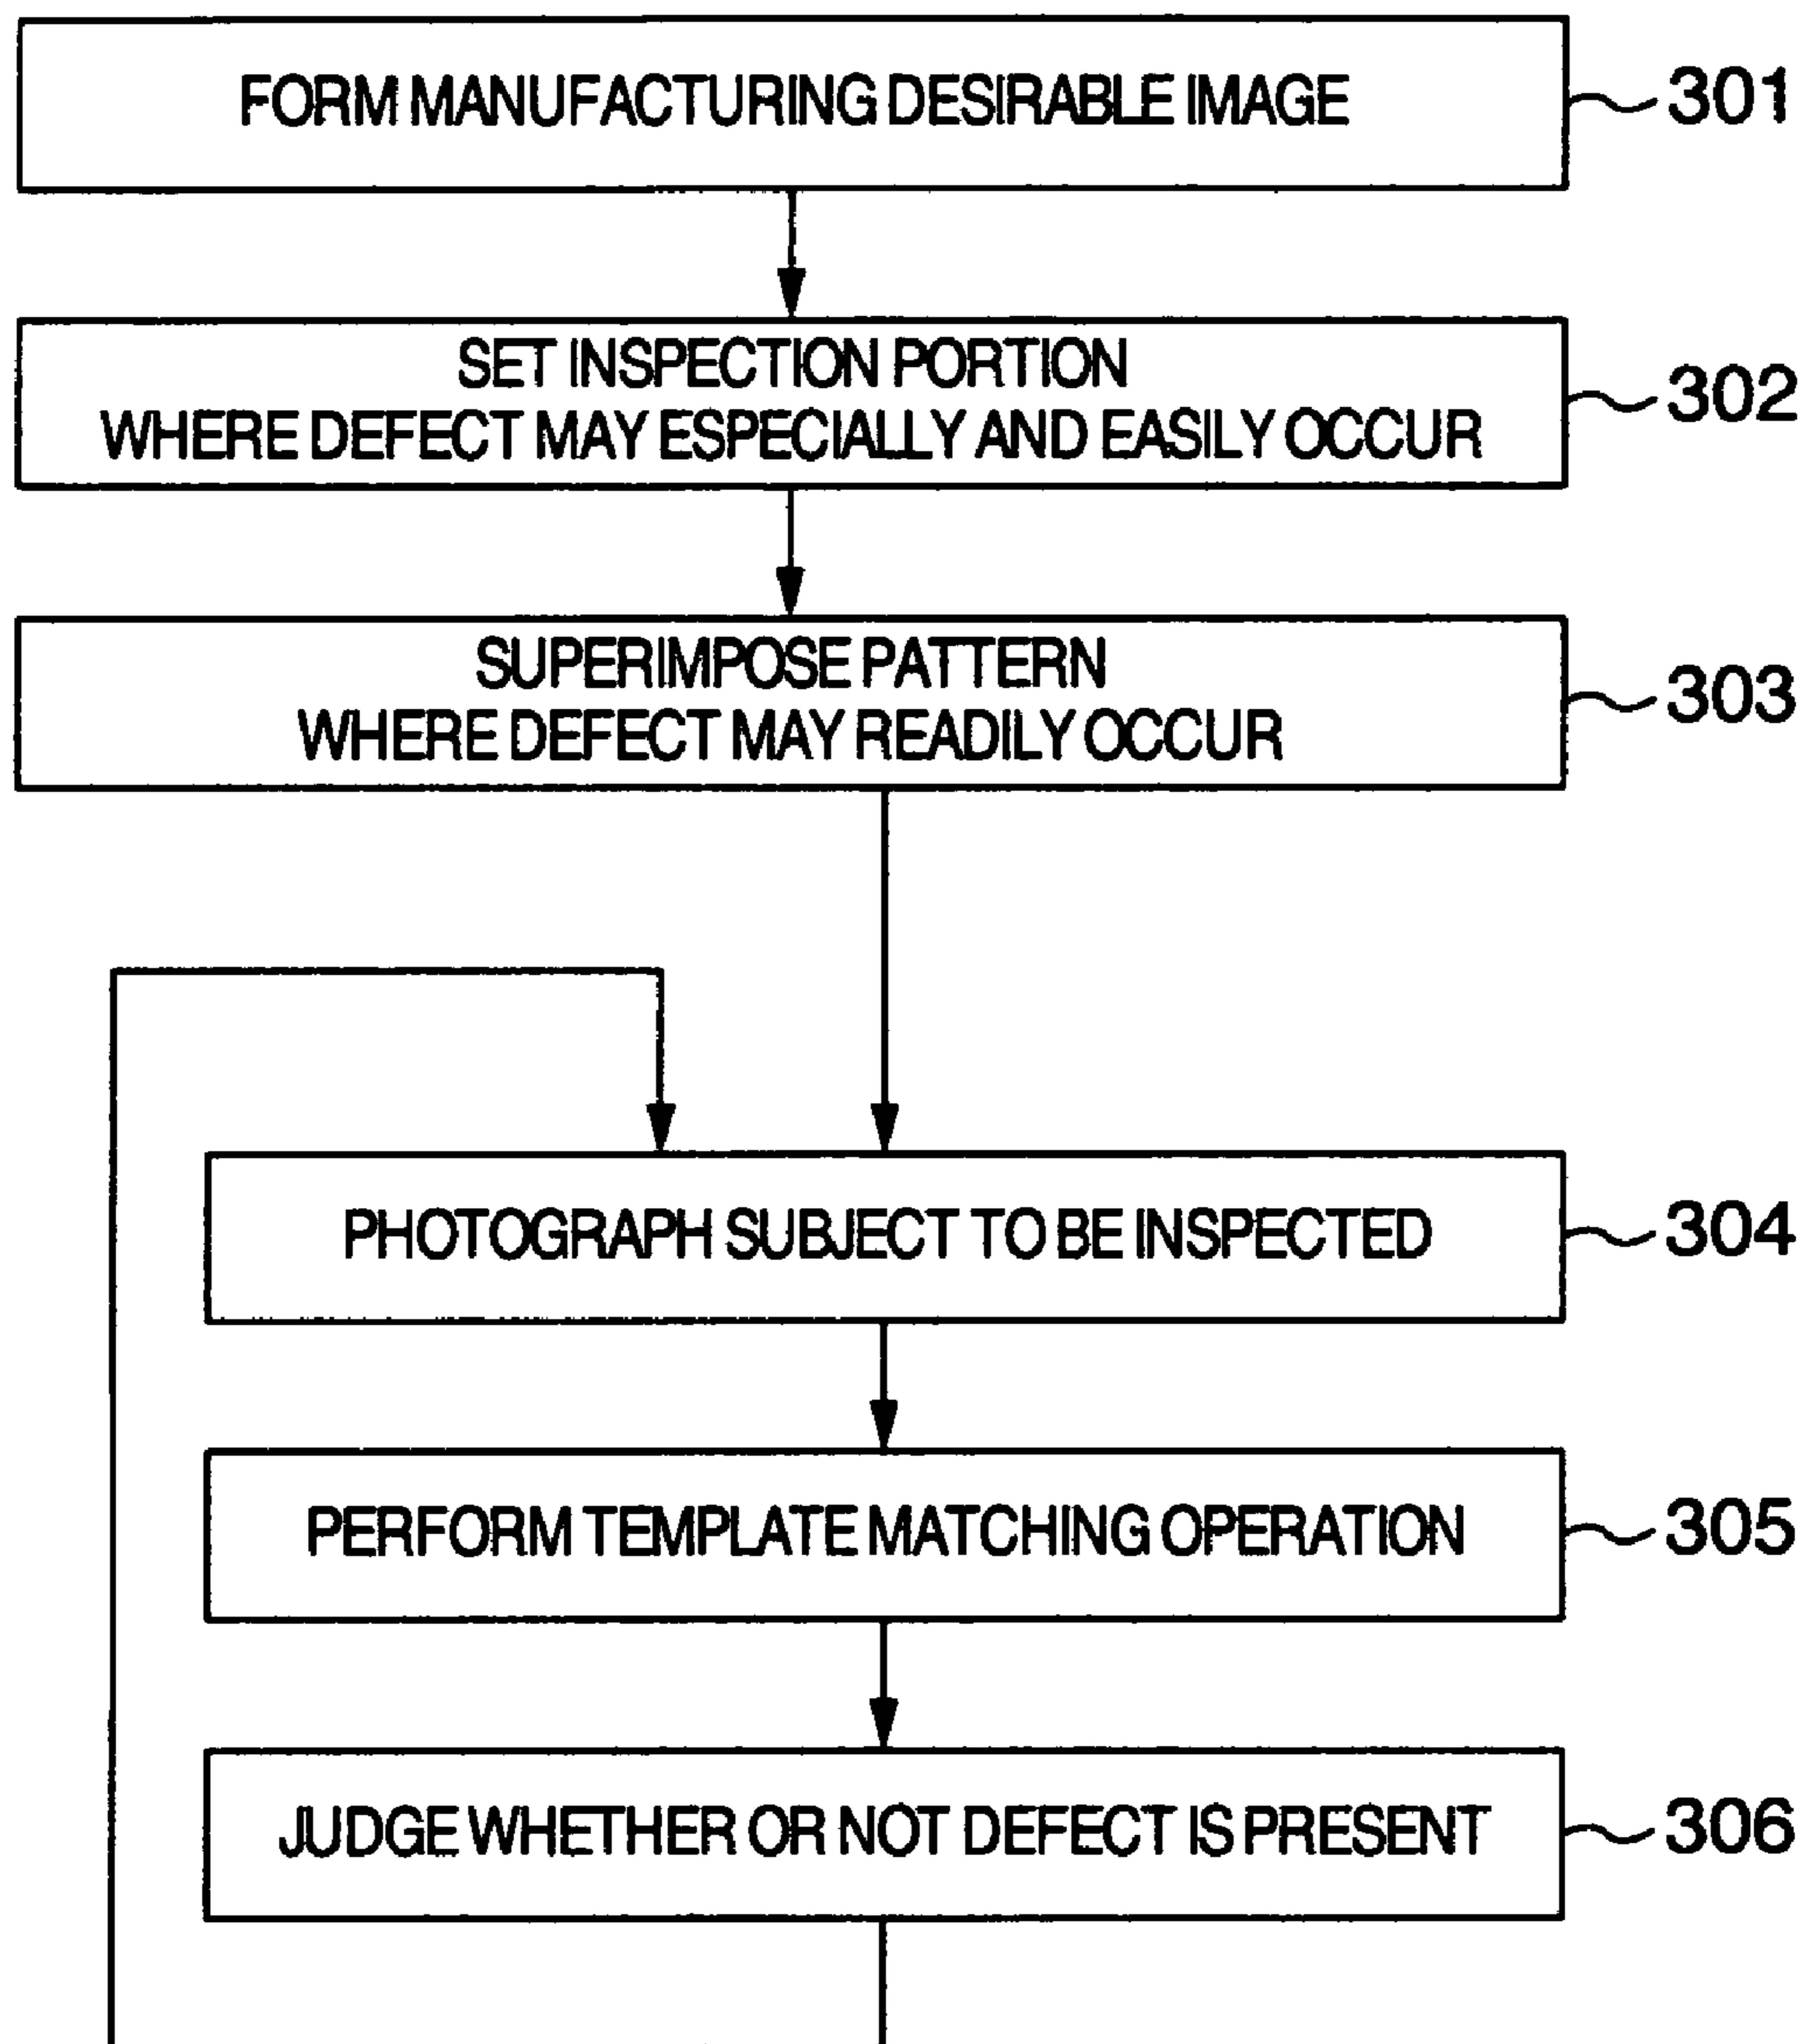 FORM MANUFACTURING DESIRABLE IMAGE
301
SET INSPECTION PORTION
WHERE DEFECT MAY ESPECIALLY AND EASILY OCCUR
302
SUPERIMPOSE PATTERN
WHERE DEFECT MAY READILY OCCUR
303
PHOTOGRAPH SUBJECT TO BE INSPECTED
304
PERFORM TEMPLATE MATCHING OPERATION
305
JUDGE WHETHER OR NOT DEFECT IS PRESENT
306